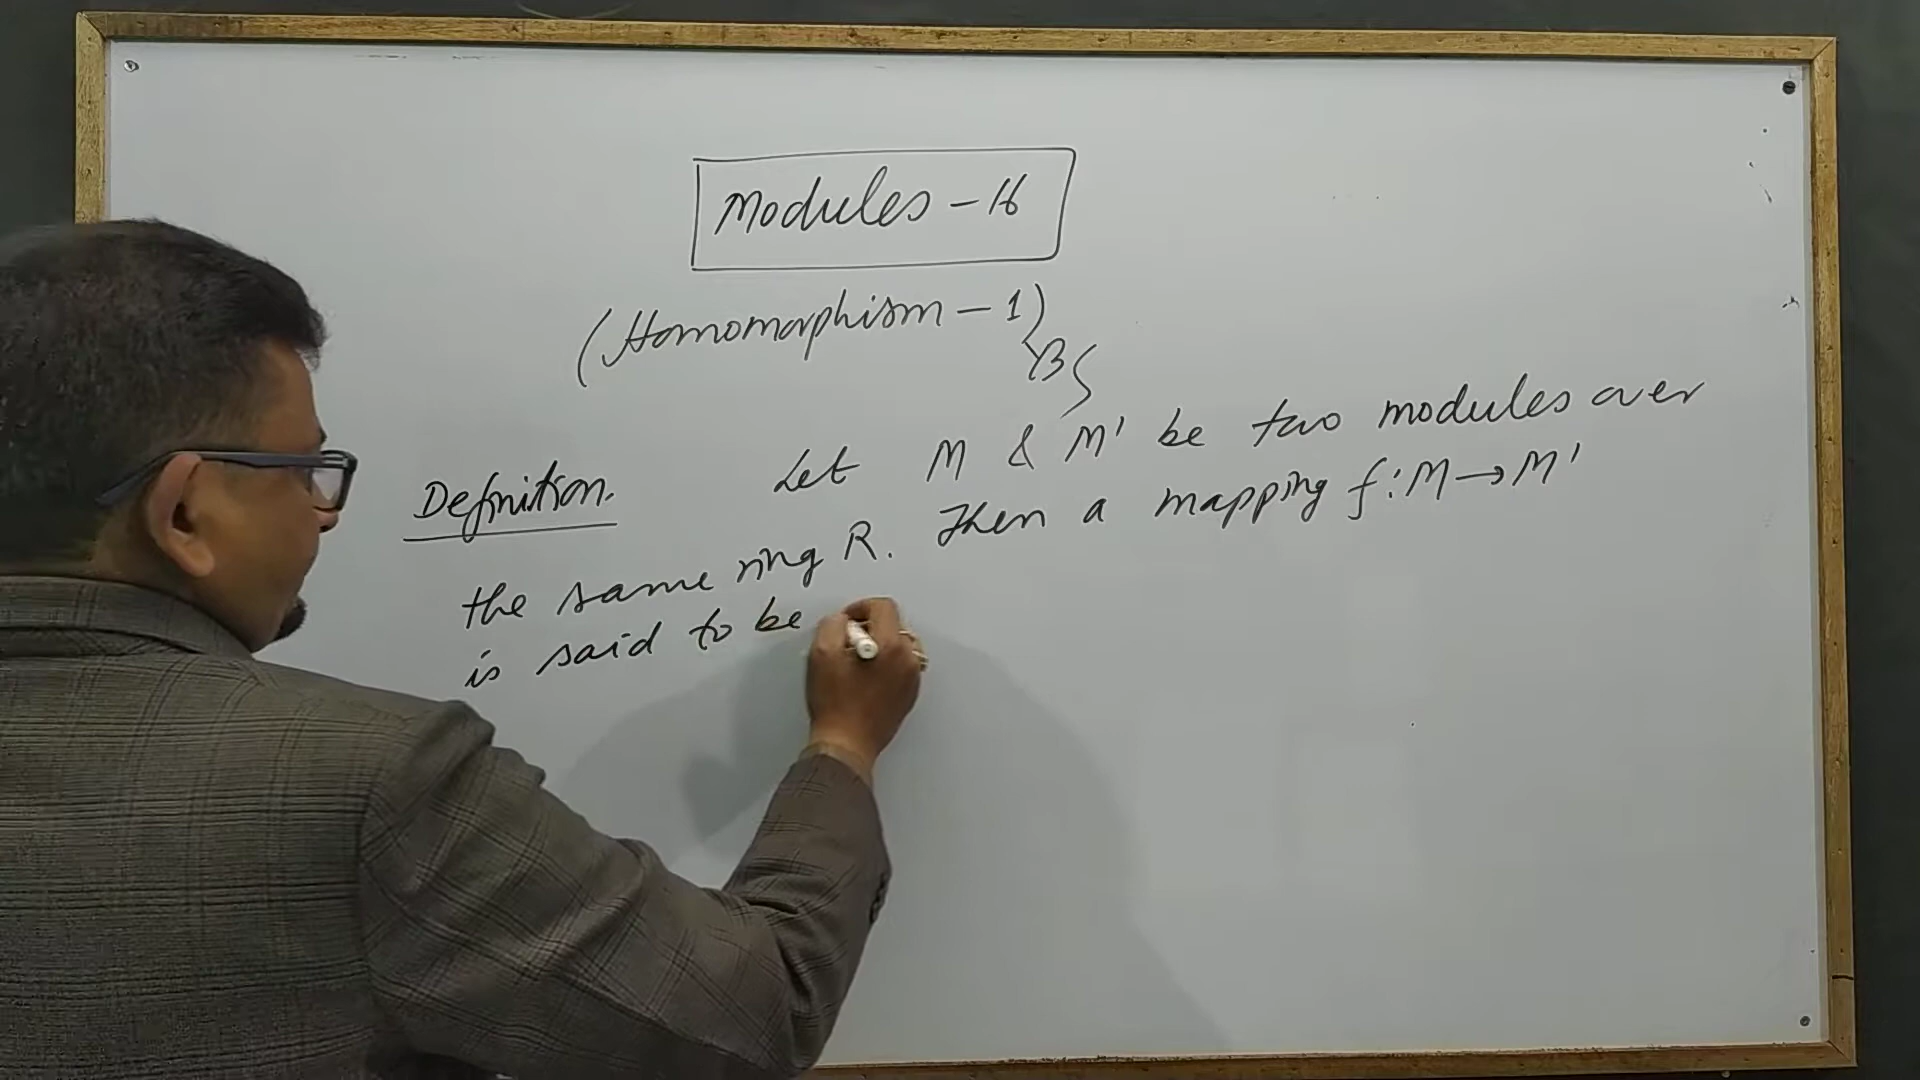 Modules - 16
(Homomorphism - 1)
Definition. Let M & M' be two modules over
the same ring R. Then a mapping f: M → M'
is said to be